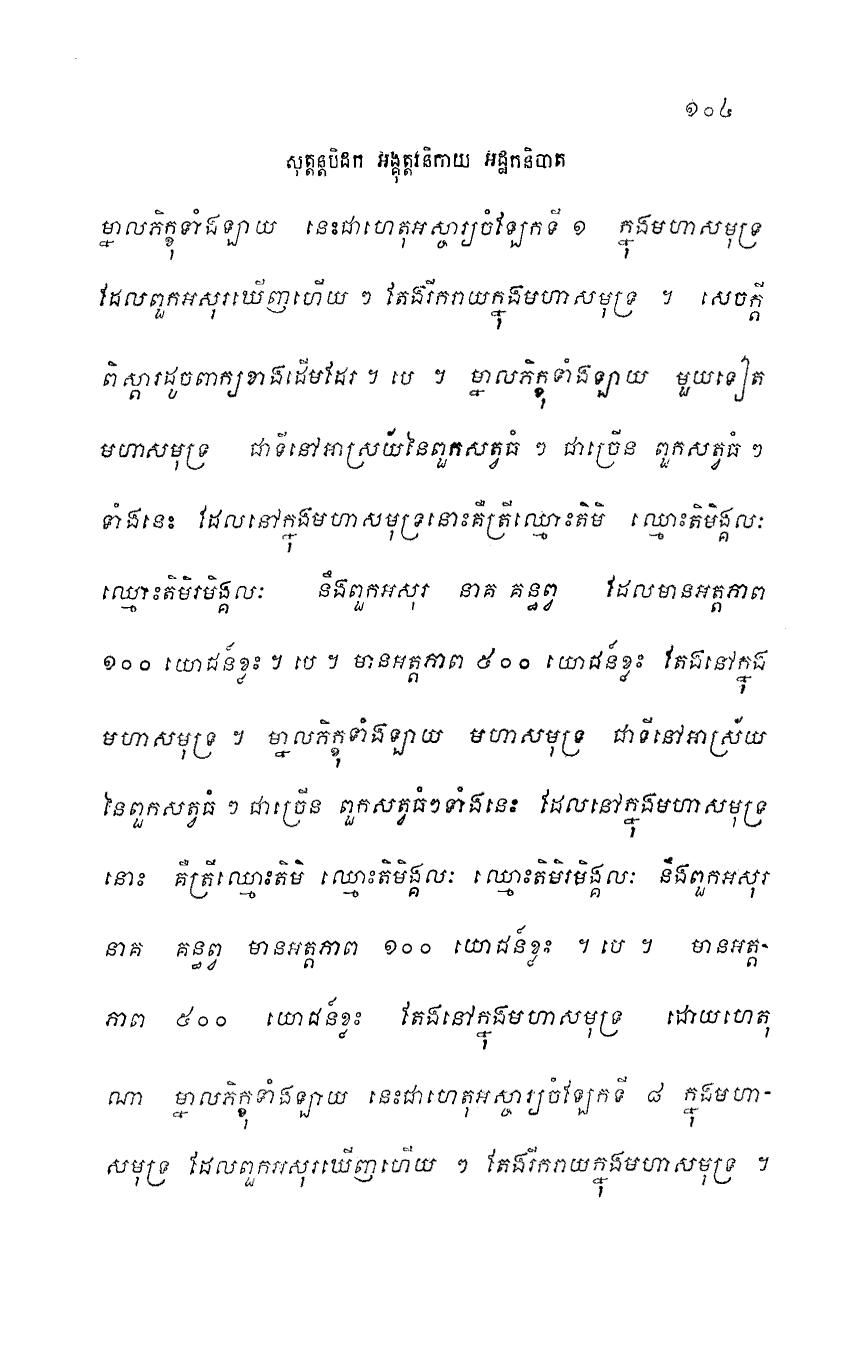 ១០៤
សុត្តន្តបិដក អង្គុត្តរនិកាយ អដ្ឋកនិបាត
ម្នាលភិក្ខុទាំងឡាយ នេះជាហេតុអស្ចារ្យចំឡែកទី ១ ក្នុងមហាសមុទ្រ
ដែលពួកអសុរឃើញហើយ ៗ តែងរីករាយក្នុងមហាសមុទ្រ ។ សេចក្តី
ពិស្តារដូចពាក្យខាងដើមដែរ ។ បេ ។ ម្នាលភិក្ខុទាំងឡាយ មួយទៀត
មហាសមុទ្រ ជាទីនៅអាស្រ័យនៃពួកសត្វធំ ៗ ជាច្រើន ពួកសត្វធំ ៗ
ទាំងនេះ ដែលនៅក្នុងមហាសមុទ្រនោះគឺត្រីឈ្មោះតិមិ ឈ្មោះតិមិង្គលៈ
ឈ្មោះតិមិរមិង្គលៈ នឹងពួកអសុរ នាគ គន្ធព្វ ដែលមានអត្តភាព
១០០ យោជន៍ខ្លះ ។ បេ ។ មានអត្តភាព ៥០០ យោជន៍ខ្លះ តែងនៅក្នុង
មហាសមុទ្រ ។ ម្នាលភិក្ខុទាំងឡាយ មហាសមុទ្រ ជាទីនៅអាស្រ័យ
នៃពួកសត្វធំ ៗ ជាច្រើន ពួកសត្វធំៗទាំងនេះ ដែលនៅក្នុងមហាសមុទ្រ
នោះ គឺត្រីឈ្មោះតិមិ ឈ្មោះតិមិង្គលៈ ឈ្មោះតិមិរមិង្គលៈ នឹងពួកអសុរ
នាគ គន្ធព្វ មានអត្តភាព ១០០ យោជន៍ខ្លះ ។ បេ ។ មានអត្ត-
ភាព ៥០០ យោជន៍ខ្លះ តែងនៅក្នុងមហាសមុទ្រ ដោយហេតុ
ណា ម្នាលភិក្ខុទាំងឡាយ នេះជាហេតុអស្ចារ្យចំឡែកទី ៨ ក្នុងមហា-
សមុទ្រ ដែលពួកអសុរឃើញហើយ ៗ តែងរីករាយក្នុងមហាសមុទ្រ ។